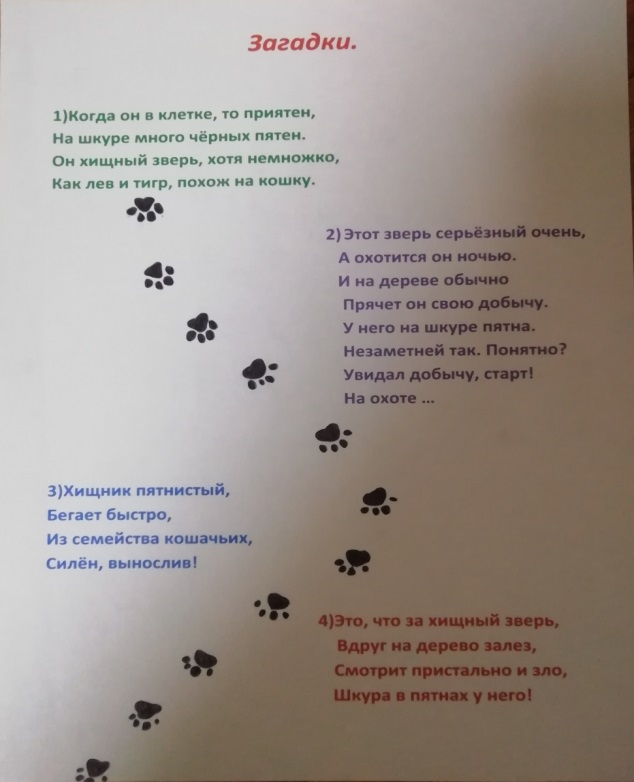 Загадки.
1)Когда он в клетке, то приятен,
На шкуре много чёрных пятен.
Он хищный зверь, хотя немножко,
Как лев и тигр, похож на кошку.
2) Этот зверь серьёзный очень,
А охотится он ночью.
И на дереве обычно
Прячет он свою добычу.
У него на шкуре пятна.
Незаметней так. Понятно?
Увидал добычу, старт!
На охоте ...
3)Хищник пятнистый,
Бегает быстро,
Из семейства кошачьих,
Силён, вынослив!
4)Это, что за хищный зверь,
Вдруг на дерево залез,
Смотрит пристально и зло,
Шкура в пятнах у него!